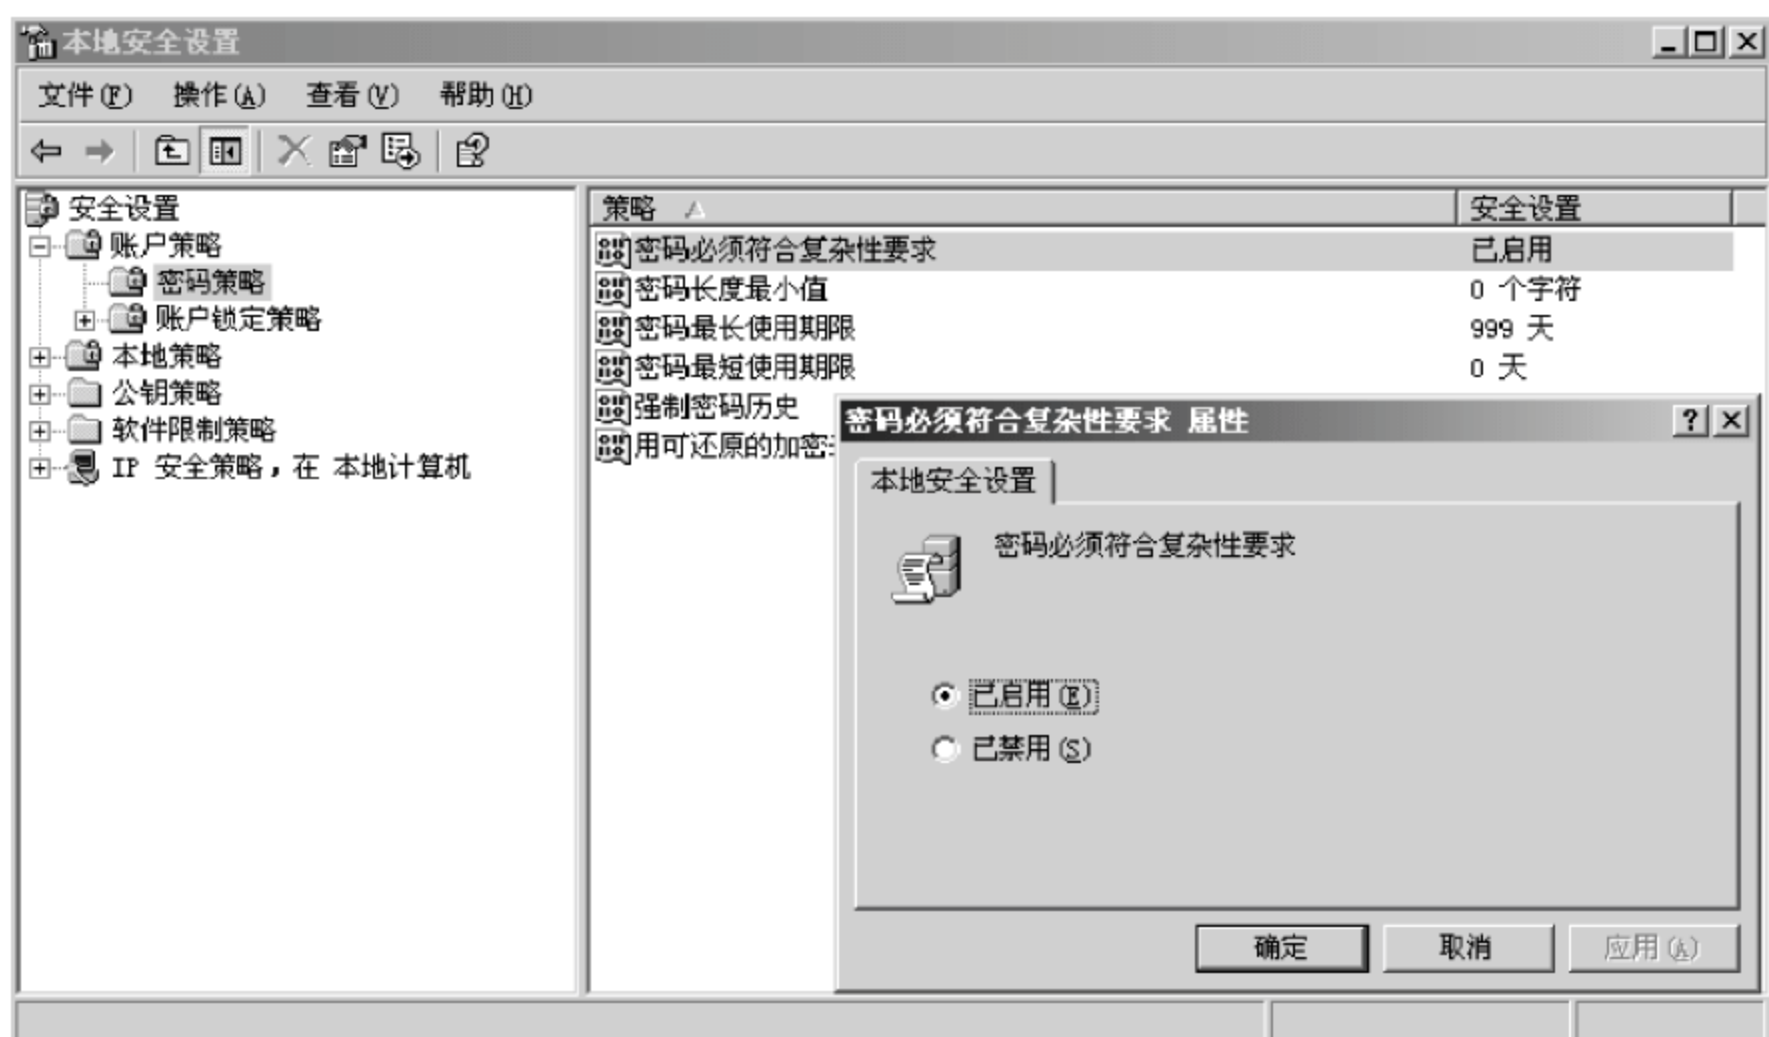 本地安全设置
文件(F) 操作(A) 查看(V) 帮助(H)
安全设置
账户策略
密码策略
账户锁定策略
本地策略
公钥策略
软件限制策略
IP 安全策略，在 本地计算机
策略 安全设置
密码必须符合复杂性要求 已启用
密码长度最小值 0 个字符
密码最长使用期限 999 天
密码最短使用期限 0 天
强制密码历史
用可还原的加密
密码必须符合复杂性要求 属性
本地安全设置
密码必须符合复杂性要求
已启用(E)
已禁用(S)
确定 取消 应用(A)